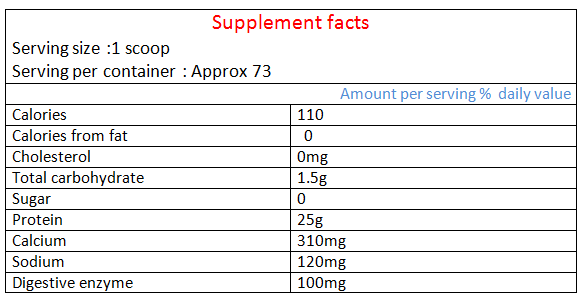 Supplement facts
Serving size :1 scoop
Serving per container : Approx 73
Amount per serving % daily value
Calories 110
Calories from fat 0
Cholesterol 0mg
Total carbohydrate 1.5g
Sugar 0
Protein 25g
Calcium 310mg
Sodium 120mg
Digestive enzyme 100mg